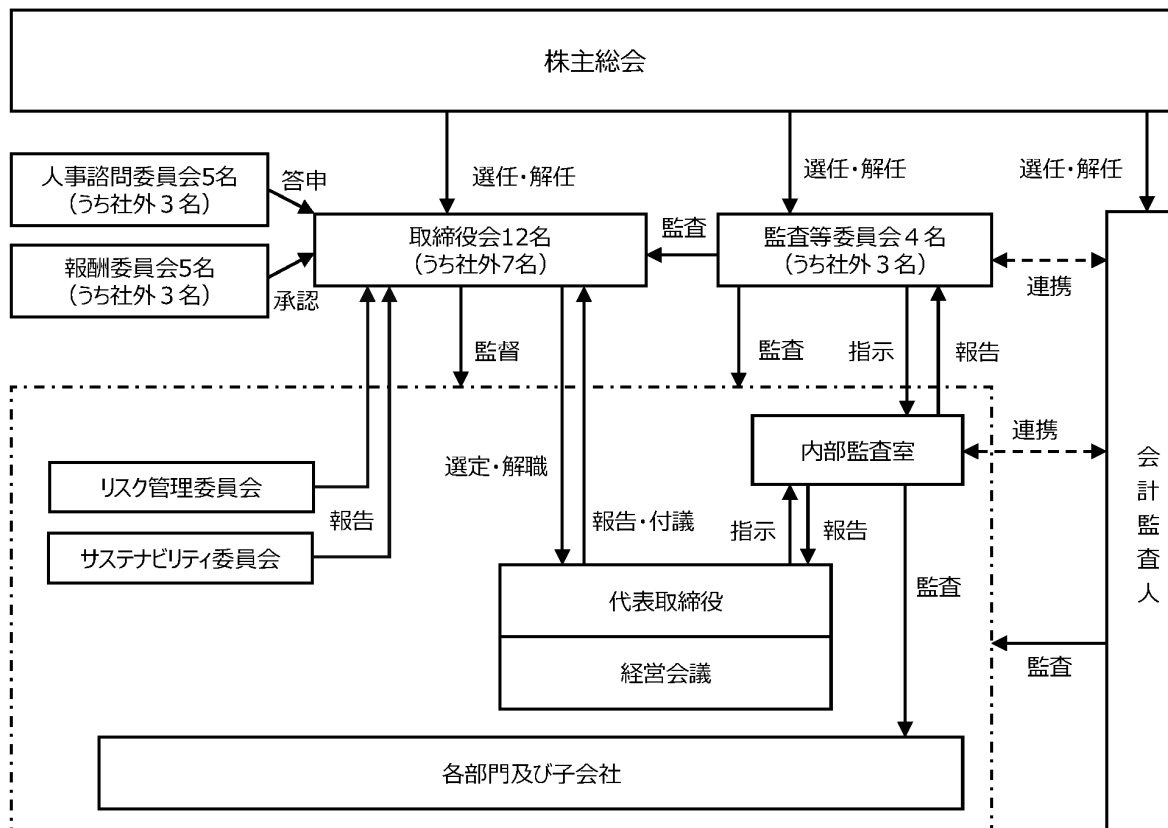 株主総会
選任・解任
選任・解任
選任・解任
人事諮問委員会5名
（うち社外３名）
答申
報酬委員会5名
（うち社外３名）
承認
取締役会12名
（うち社外7名）
監査
監査等委員会４名
（うち社外３名）
連携
監督
監査
指示
報告
内部監査室
連携
会計監査人
リスク管理委員会
サステナビリティ委員会
報告
選定・解職
報告・付議
指示
報告
監査
代表取締役
経営会議
監査
各部門及び子会社